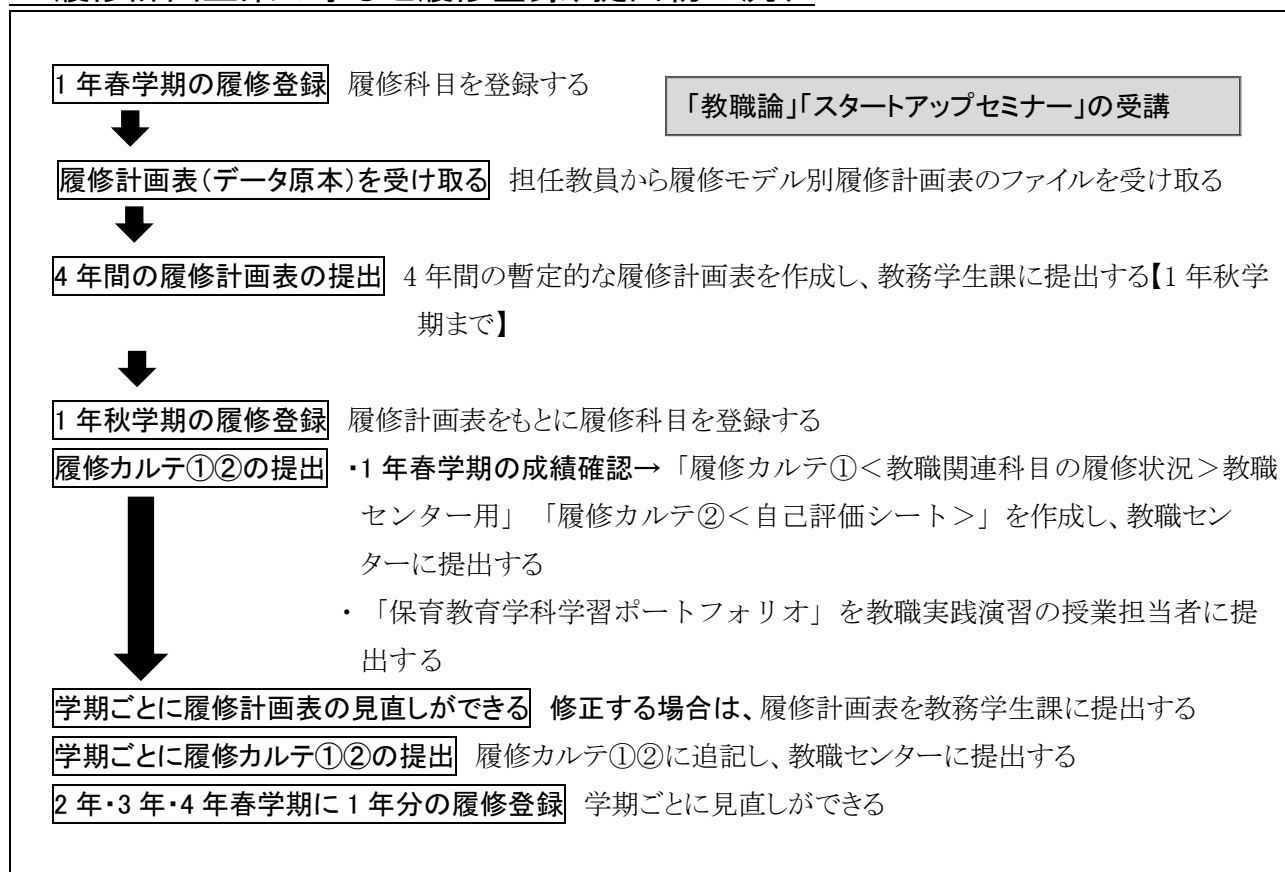 1 年春学期の履修登録 履修科目を登録する
「教職論」「スタートアップセミナー」の受講
履修計画表(データ原本)を受け取る 担任教員から履修モデル別履修計画表のファイルを受け取る
4 年間の履修計画表の提出 4 年間の暫定的な履修計画表を作成し、教務学生課に提出する【1 年秋学
期まで】
1 年秋学期の履修登録 履修計画表をもとに履修科目を登録する
履修カルテ①②の提出 ・1 年春学期の成績確認→「履修カルテ①<教職関連科目の履修状況>教職
センター用」「履修カルテ②<自己評価シート>」を作成し、教職セン
ターに提出する
・「保育教育学科学習ポートフォリオ」を教職実践演習の授業担当者に提
出する
学期ごとに履修計画表の見直しができる 修正する場合は、履修計画表を教務学生課に提出する
学期ごとに履修カルテ①②の提出 履修カルテ①②に追記し、教職センターに提出する
2 年・3 年・4 年春学期に 1 年分の履修登録 学期ごとに見直しができる